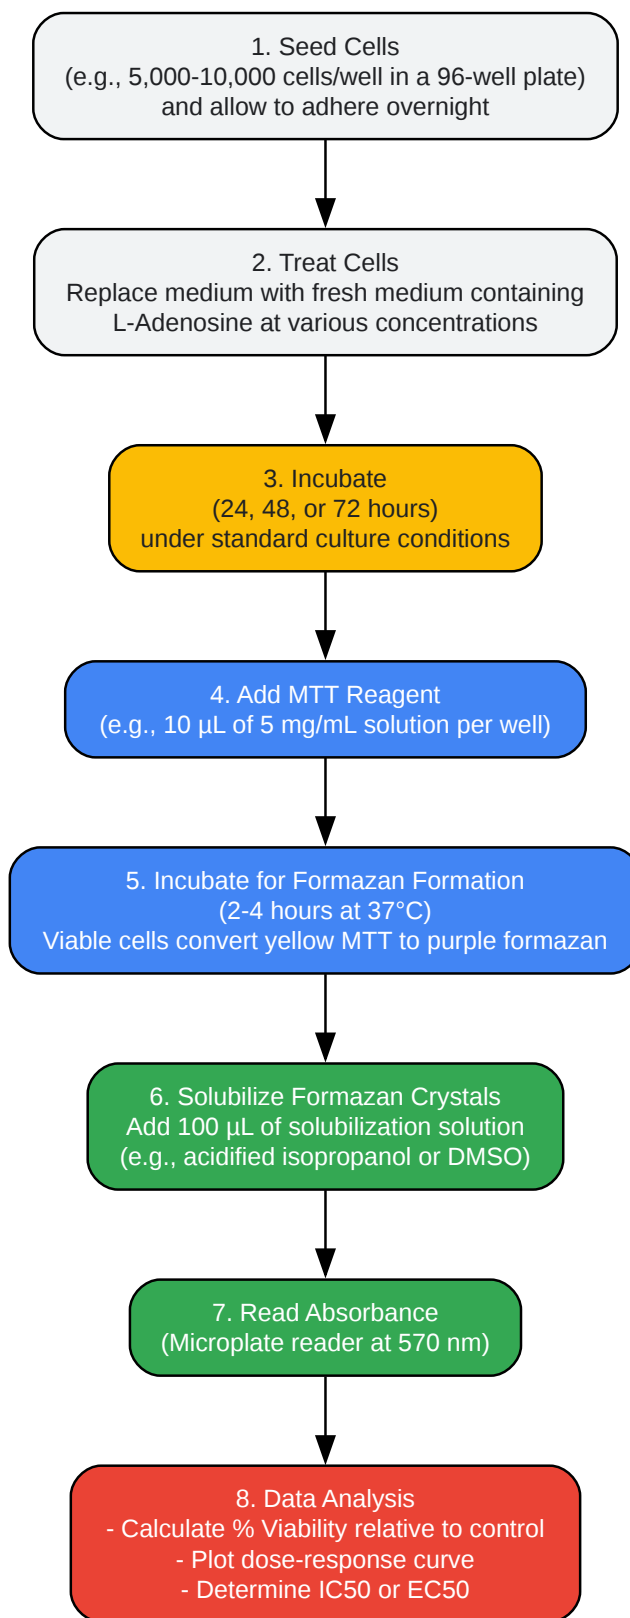 1. Seed Cells
(e.g., 5,000-10,000 cells/well in a 96-well plate)
and allow to adhere overnight
2. Treat Cells
Replace medium with fresh medium containing
L-Adenosine at various concentrations
3. Incubate
(24, 48, or 72 hours)
under standard culture conditions
4. Add MTT Reagent
(e.g., 10 µL of 5 mg/mL solution per well)
5. Incubate for Formazan Formation
(2-4 hours at 37°C)
Viable cells convert yellow MTT to purple formazan
6. Solubilize Formazan Crystals
Add 100 µL of solubilization solution
(e.g., acidified isopropanol or DMSO)
7. Read Absorbance
(Microplate reader at 570 nm)
8. Data Analysis
- Calculate % Viability relative to control
- Plot dose-response curve
- Determine IC50 or EC50